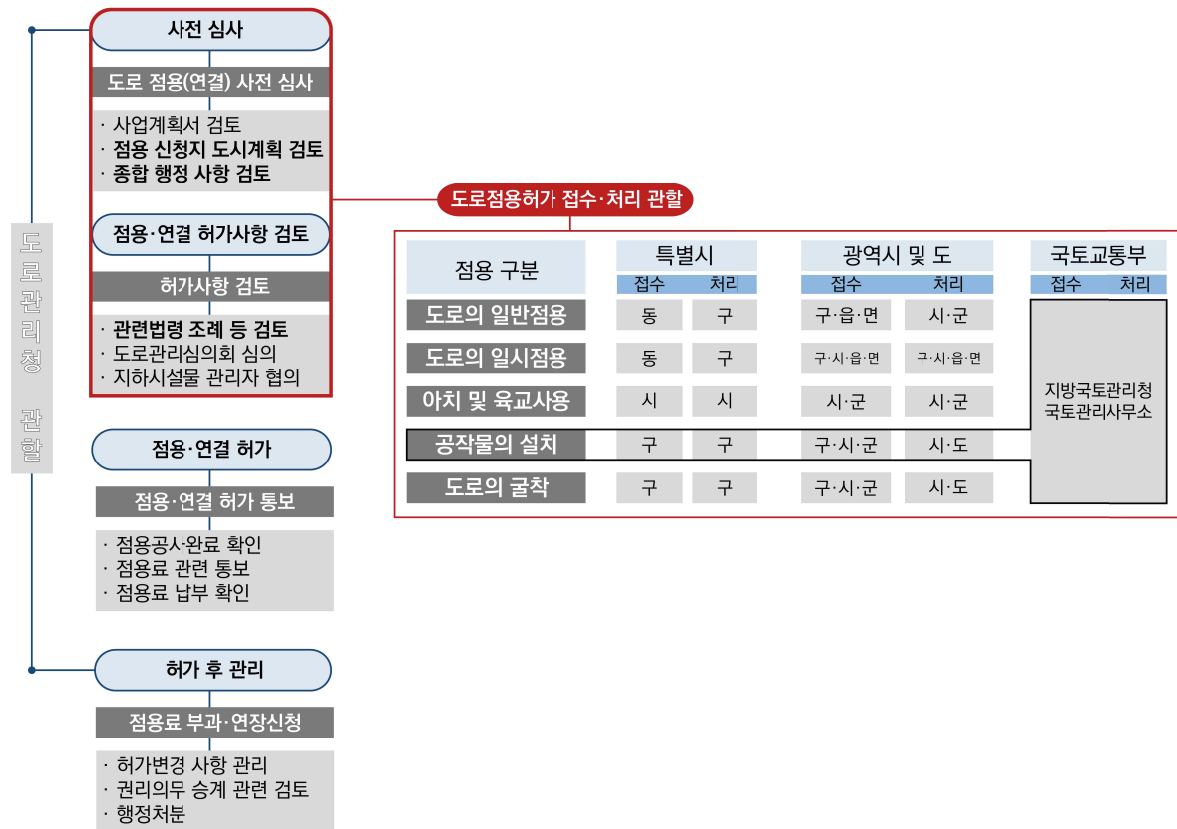 사전 심사
도로 점용(연결) 사전 심사
· 사업계획서 검토
· 점용 신청지 도시계획 검토
· 종합 행정 사항 검토
점용·연결 허가사항 검토
허가사항 검토
· 관련법령 조례 등 검토
· 도로관리심의회 심의
· 지하시설물 관리자 협의
도로관리청 관할
점용·연결 허가
점용·연결 허가 통보
· 점용공사완료 확인
· 점용료 관련 통보
· 점용료 납부 확인
허가 후 관리
점용료 부과·연장신청
· 허가변경 사항 관리
· 권리의두 승계 관련 검토
· 행정처분
도로점용허가 접수·처리 관할
점용 구분 특별시 광역시 및 도 국토교통부
접수 처리 접수 처리 접수 처리
도로의 일반점용 동 구 구·읍·면 시·군
도로의 일시점용 동 구 구·시·읍·면 구·시·읍·면
아치 및 육교사용 시 시 시·군 시·군
공작물의 설치 구 구 구·시·군 시·도
도로의 굴착 구 구 구·시·군 시·도
지방국토관리청
국토관리사무소